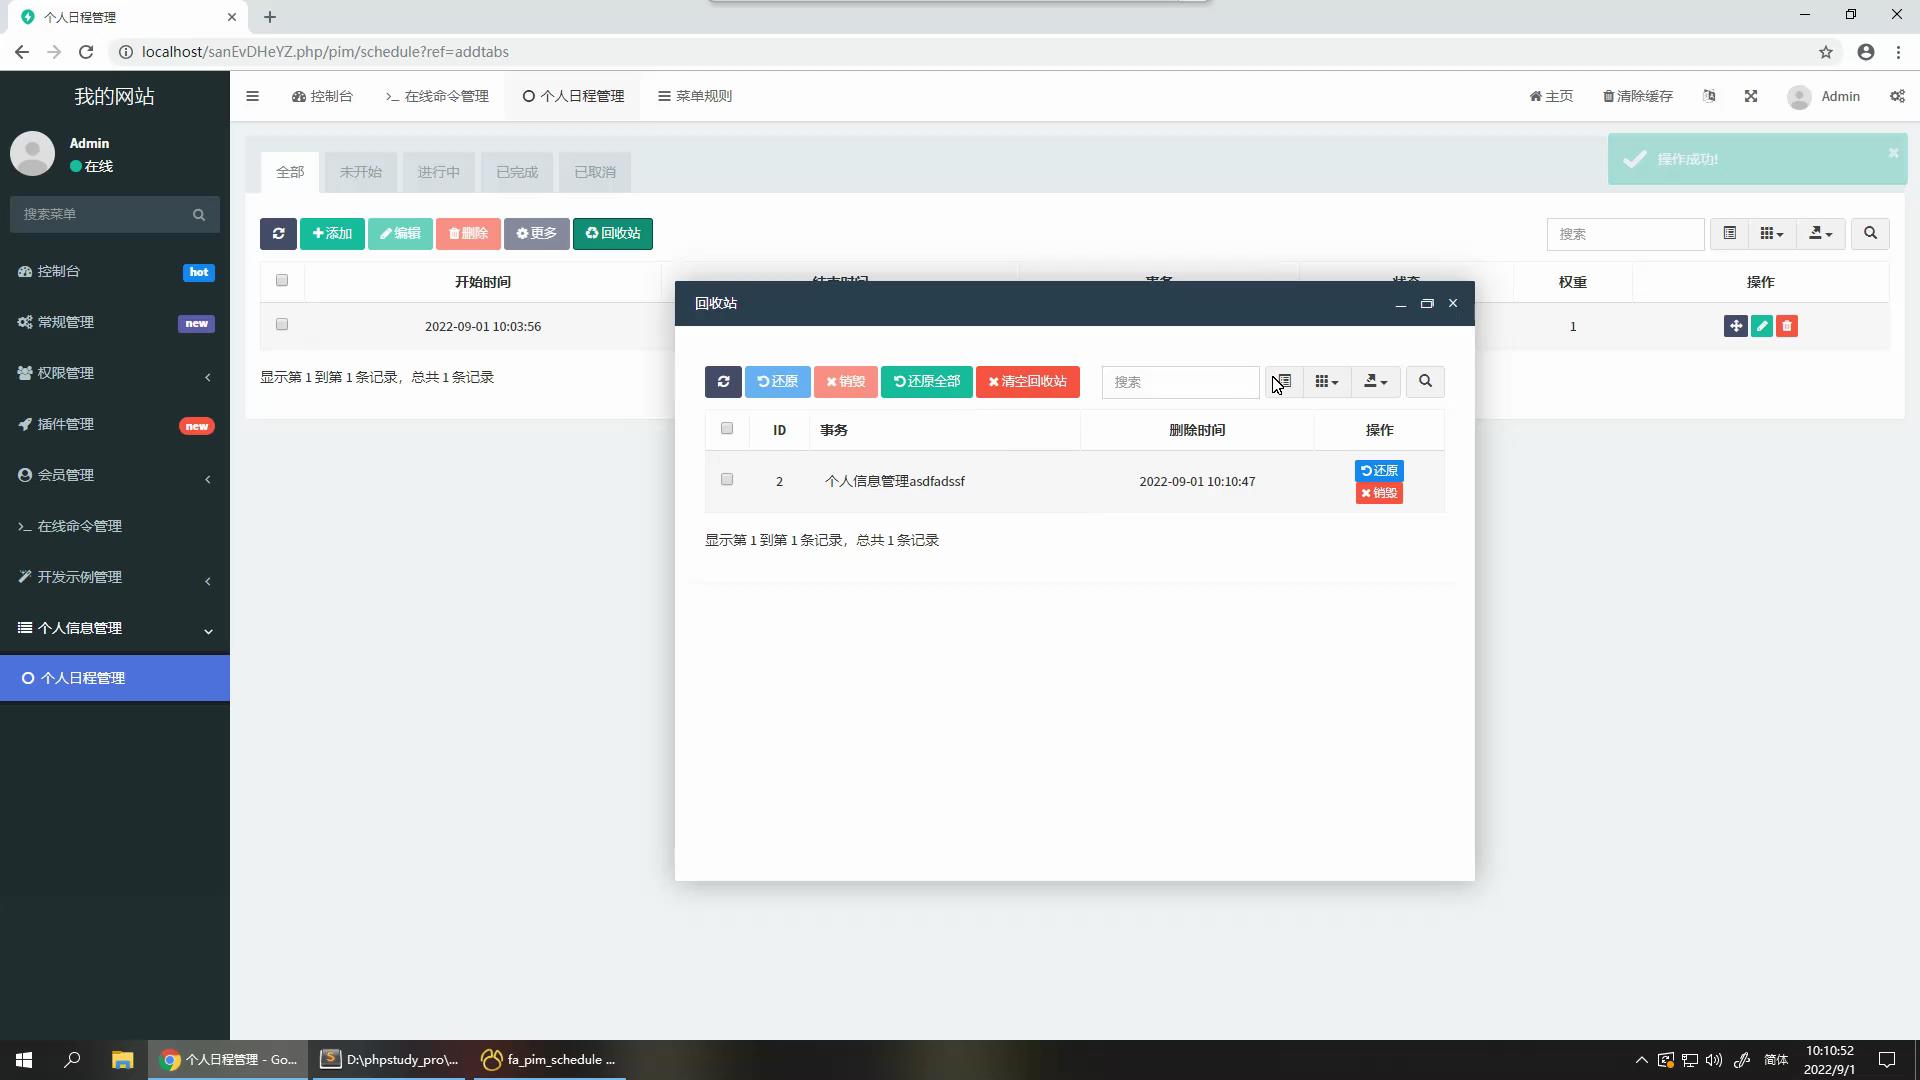 个人日程管理
localhost/sanEvDHeYZ.php/pim/schedule?ref=addtabs
我的网站
控制台
在线命令管理
个人日程管理
菜单规则
主页
清除缓存
Admin
Admin
在线
搜索菜单
控制台 hot
常规管理 new
权限管理
插件管理 new
会员管理
在线命令管理
开发示例管理
个人信息管理
个人日程管理
全部 未开始 进行中 已完成 已取消
操作成功!
添加 编辑 删除 更多 回收站
搜索
开始时间 结束时间 事务 状态 权重 操作
2022-09-01 10:03:56 1
显示第 1 到第 1 条记录，总共 1 条记录
回收站
还原 销毁 还原全部 清空回收站
搜索
ID 事务 删除时间 操作
2 个人信息管理asdfadssf 2022-09-01 10:10:47 还原
销毁
显示第 1 到第 1 条记录，总共 1 条记录
个人日程管理 - Go...
D:\phpstudy_pro\...
fa_pim_schedule ...
简体
10:10:52
2022/9/1